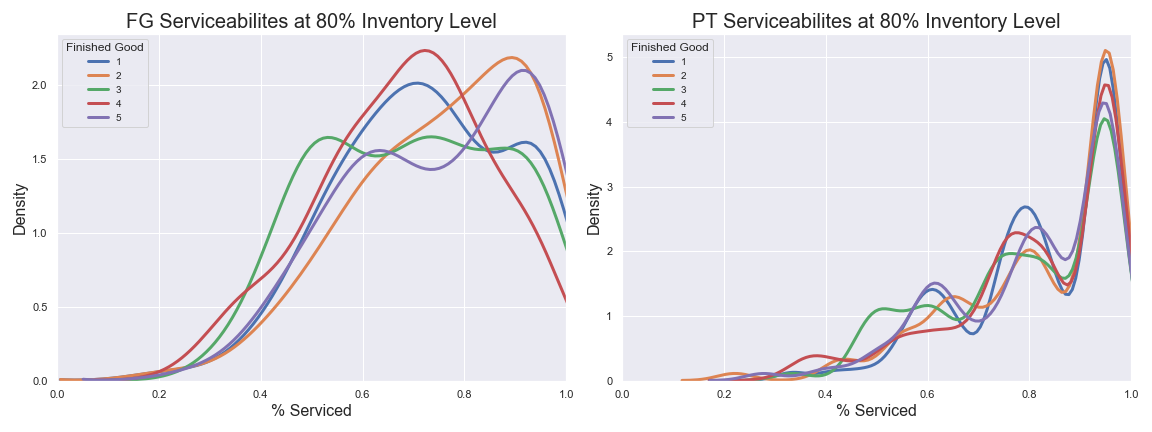 FG Serviceabilites at 80% Inventory Level
Finished Good
1
2
3
4
5
2.0
1.5
1.0
0.5
0.0
Density
0.0 0.2 0.4 0.6 0.8 1.0
% Serviced
PT Serviceabilites at 80% Inventory Level
Finished Good
1
2
3
4
5
5
4
3
2
1
0
Density
0.0 0.2 0.4 0.6 0.8 1.0
% Serviced